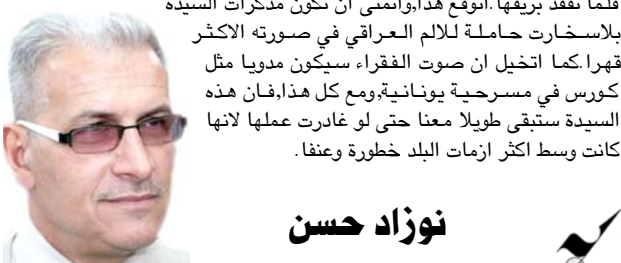 قلما تفقد بريقها.اتوقع هذا,واتمنى ان تكون مذكرات السيدة
بلاسخارت حاملة للالم العراقي في صورته الاكثر
قهرا.كما اتخيل ان صوت الفقراء سيكون مدويا مثل
كورس في مسرحية يونانية,ومع كل هذا,فان هذه
السيدة ستبقى طويلا معنا حتى لو غادرت عملها لانها
كانت وسط اكثر ازمات البلد خطورة وعنفا.
نوزاد حسن